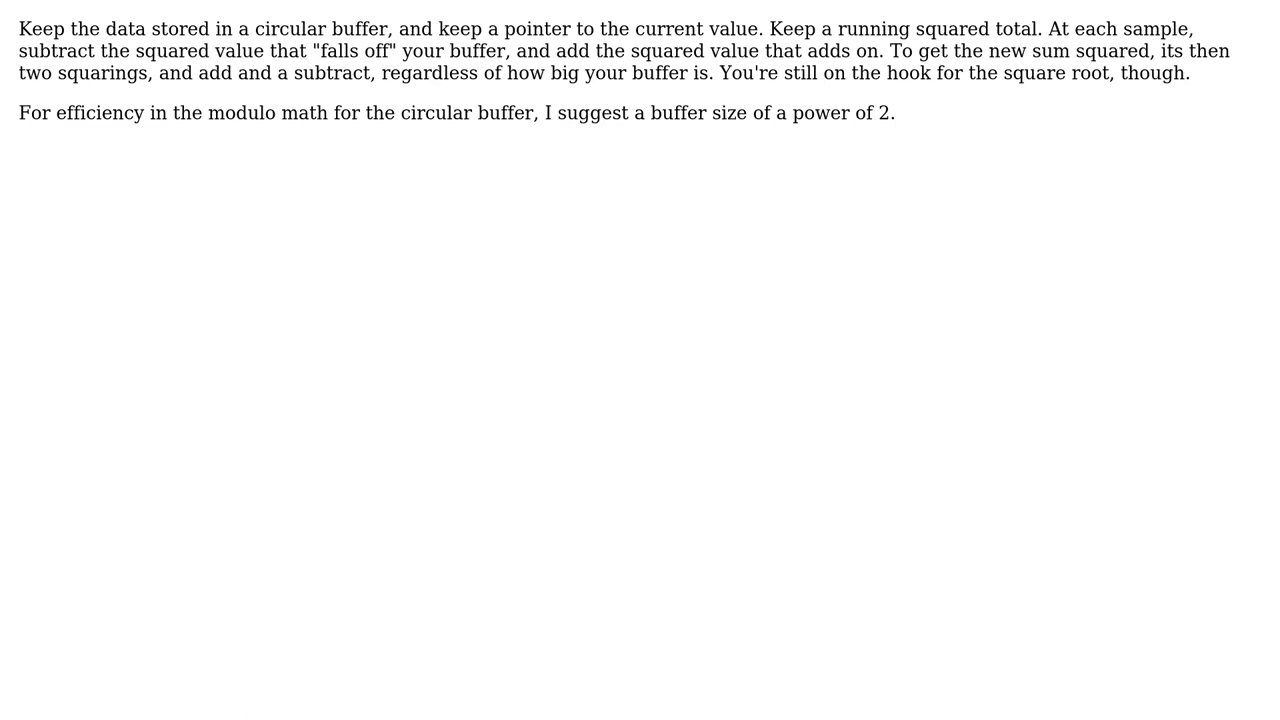 Keep the data stored in a circular buffer, and keep a pointer to the current value. Keep a running squared total. At each sample,
subtract the squared value that "falls off" your buffer, and add the squared value that adds on. To get the new sum squared, its then
two squarings, and add and a subtract, regardless of how big your buffer is. You're still on the hook for the square root, though.
For efficiency in the modulo math for the circular buffer, I suggest a buffer size of a power of 2.